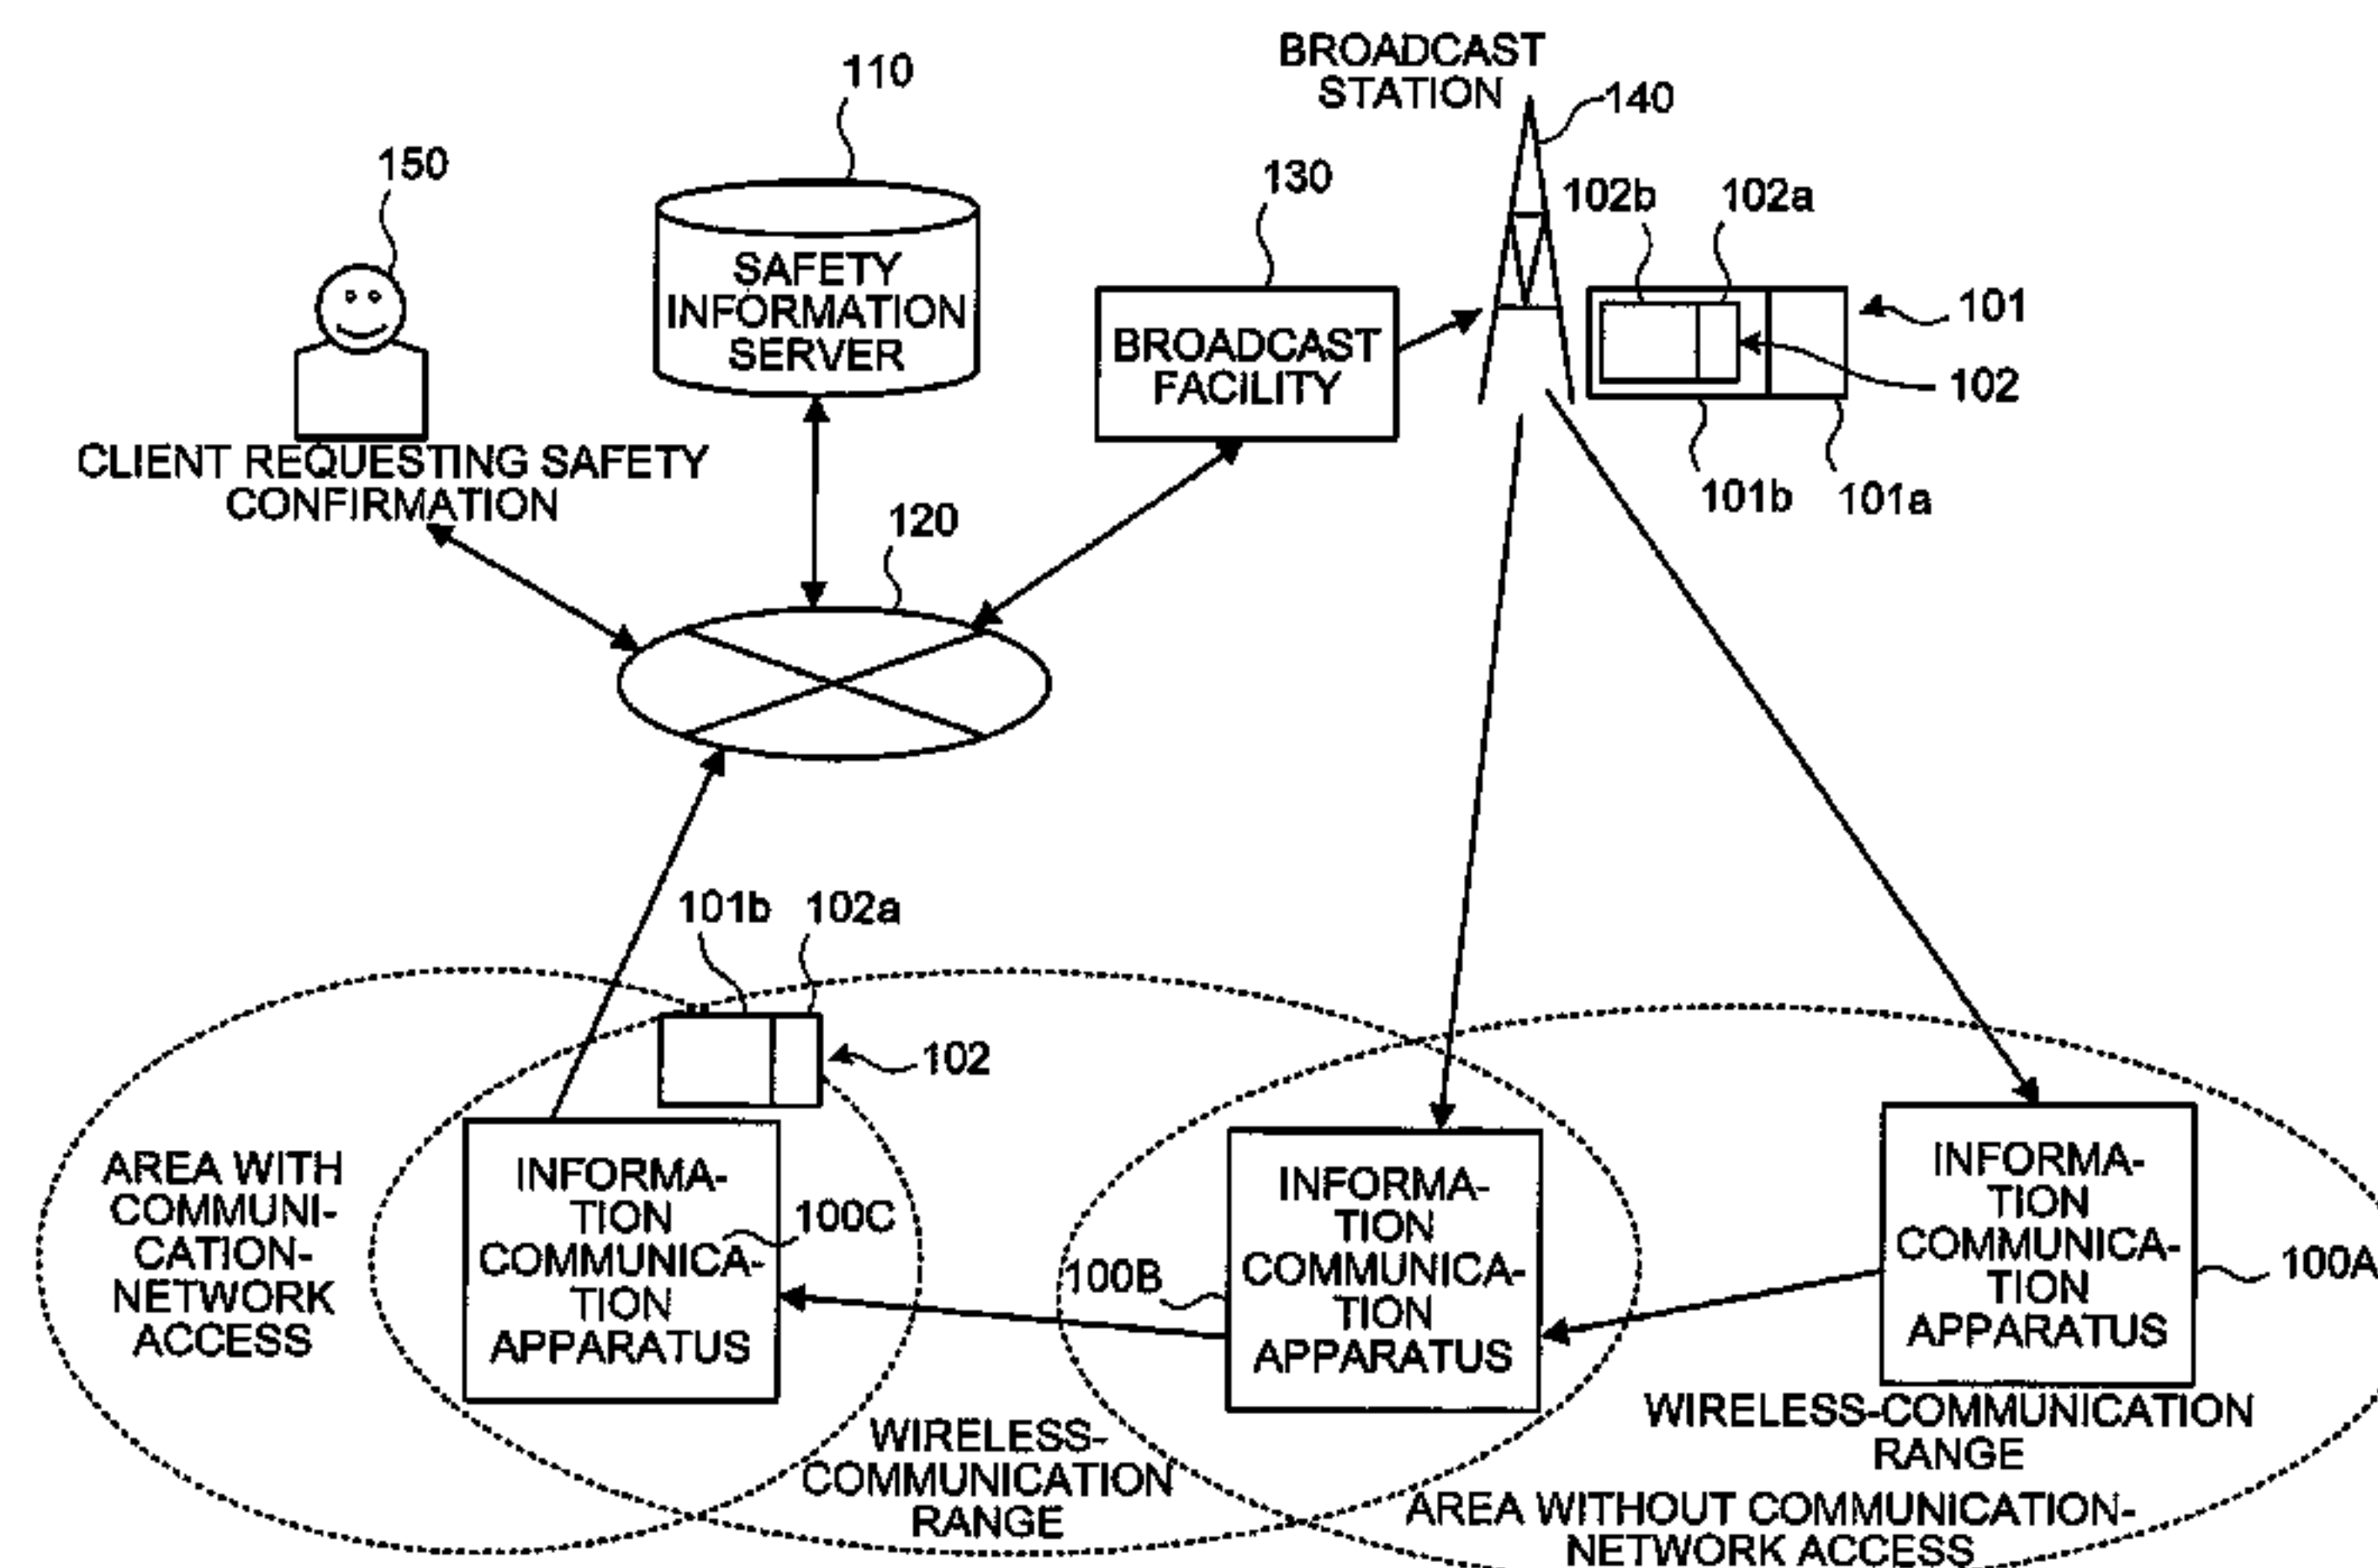 BROADCAST
STATION
110
140
150
130
102b
102a
SAFETY
INFORMATION
SERVER
BROADCAST
FACILITY
101
102
CLIENT REQUESTING SAFETY
CONFIRMATION
101b
101a
120
101b
102a
102
AREA WITH
COMMUNI-
CATION-
NETWORK
ACCESS
INFORMA-
TION
COMMUNICA-
TION
APPARATUS
100C
100B
INFORMA-
TION
COMMUNICA-
TION
APPARATUS
INFORMA-
TION
COMMUNICA-
TION
APPARATUS
100A
WIRELESS-
COMMUNICATION
RANGE
WIRELESS-COMMUNICATION
RANGE
AREA WITHOUT COMMUNICATION-
NETWORK ACCESS